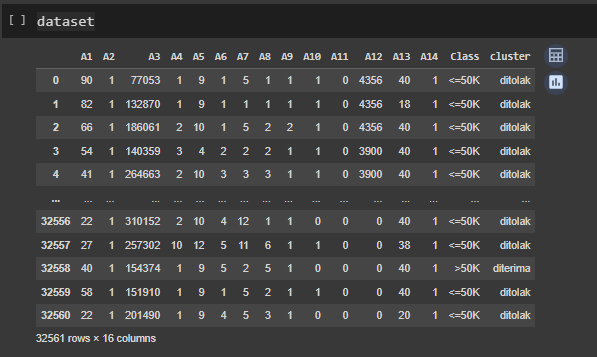 [ ] dataset
A1 A2 A3 A4 A5 A6 A7 A8 A9 A10 A11 A12 A13 A14 Class cluster
0 90 1 77053 1 9 1 5 1 1 1 0 4356 40 1 <=50K ditolak
1 82 1 132870 1 9 1 1 1 1 1 0 4356 18 1 <=50K ditolak
2 66 1 186061 2 10 1 5 2 2 1 0 4356 40 1 <=50K ditolak
3 54 1 140359 3 4 2 2 2 1 1 0 3900 40 1 <=50K ditolak
4 41 1 264663 2 10 3 3 3 1 1 0 3900 40 1 <=50K ditolak
... ... ... ... ... ... ... ... ... ... ... ... ... ... ... ... ...
32556 22 1 310152 2 10 4 12 1 1 0 0 0 40 1 <=50K ditolak
32557 27 1 257302 10 12 5 11 6 1 1 0 0 38 1 <=50K ditolak
32558 40 1 154374 1 9 5 2 5 1 0 0 0 40 1 >50K diterima
32559 58 1 151910 1 9 1 5 2 1 1 0 0 40 1 <=50K ditolak
32560 22 1 201490 1 9 4 5 3 1 0 0 0 20 1 <=50K ditolak
32561 rows × 16 columns